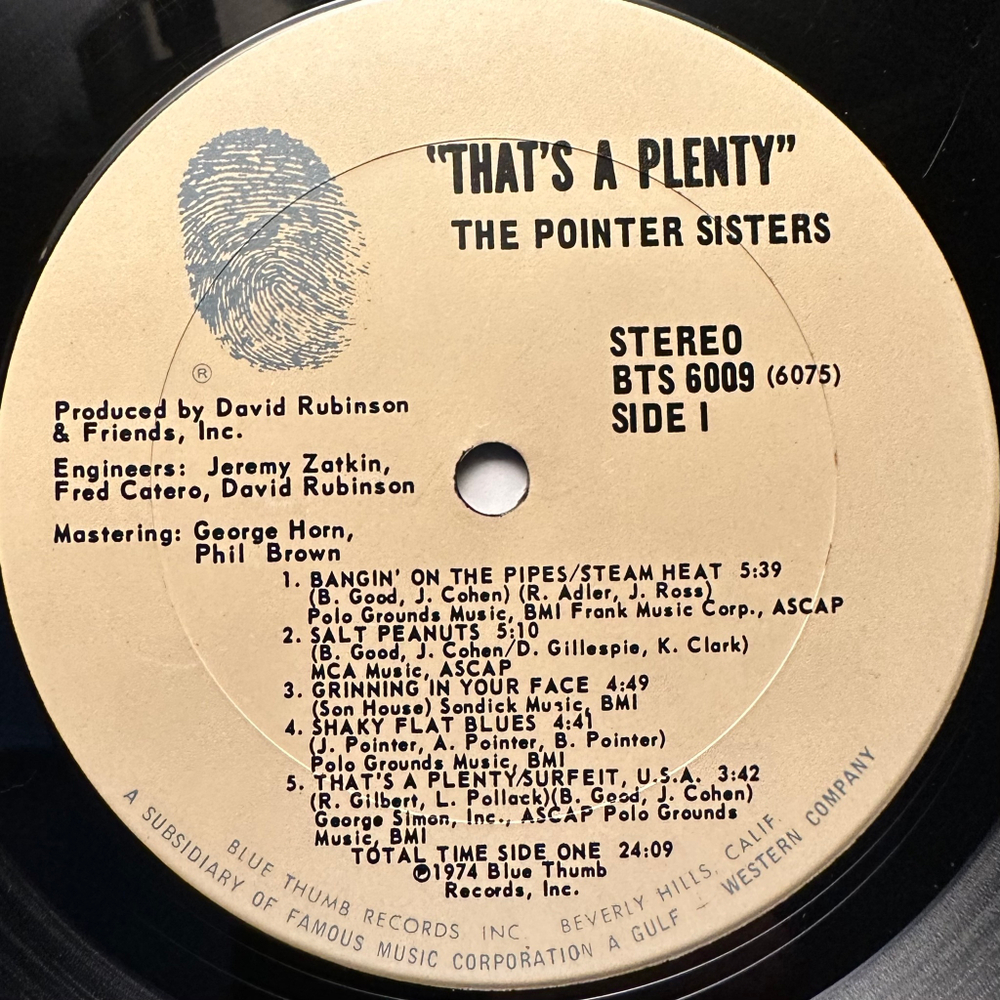 "THAT'S A PLENTY"
THE POINTER SISTERS
STEREO
BTS 6009 (6075)
SIDE 1
®
Produced by David Rubinson
& Friends, Inc.
Engineers: Jeremy Zatkin,
Fred Catero, David Rubinson
Mastering: George Horn,
Phil Brown
1. BANGIN' ON THE PIPES/STEAM HEAT 5:39
(B. Good, J. Cohen) (R. Adler, J. Ross)
Polo Grounds Music, BMI Frank Music Corp., ASCAP
2. SALT PEANUTS 5:10
(B. Good, J. Cohen/D. Gillespie, K. Clark)
MCA Music, ASCAP
3. GRINNING IN YOUR FACE 4:49
(Son House) Sondick Music, BMI
4. SHAKY FLAT BLUES 4:41
(J. Pointer, A. Pointer, B. Pointer)
Polo Grounds Music, BMI
5. THAT'S A PLENTY/SURFEIT, U.S.A. 3:42
(R. Gilbert, L. Pollack)(B. Good, J. Cohen)
George Simon, Inc., ASCAP Polo Grounds
Music, BMI
TOTAL TIME SIDE ONE 24:09
℗1974 Blue Thumb
Records, Inc.
BLUE THUMB RECORDS INC. BEVERLY HILLS, CALIF.
A SUBSIDIARY OF FAMOUS MUSIC CORPORATION A GULF + WESTERN COMPANY